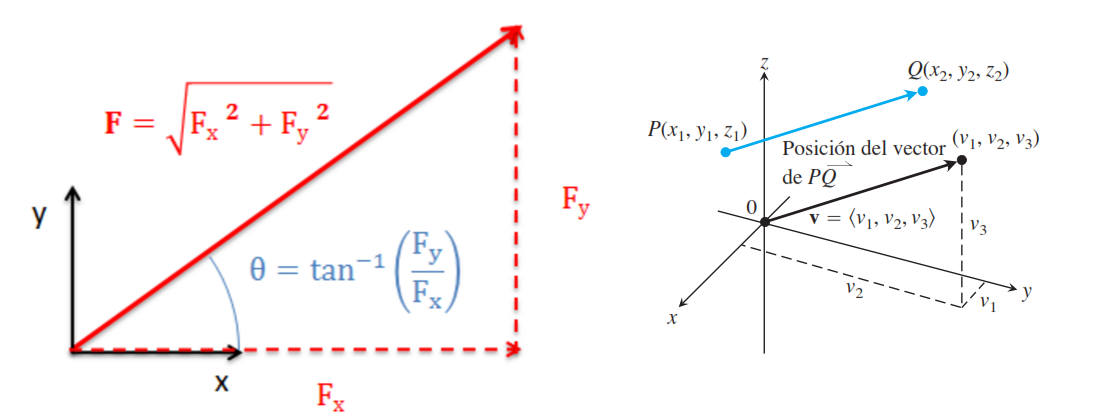 F = √Fx² + Fy²
y
θ = tan⁻¹ (Fy/Fx)
Fy
x
Fx
z
Q(x₂, y₂, z₂)
P(x₁, y₁, z₁)
Posición del vector
de PQ⃗
(v₁, v₂, v₃)
0
v = ⟨v₁, v₂, v₃⟩
v₃
v₂
v₁
y
x